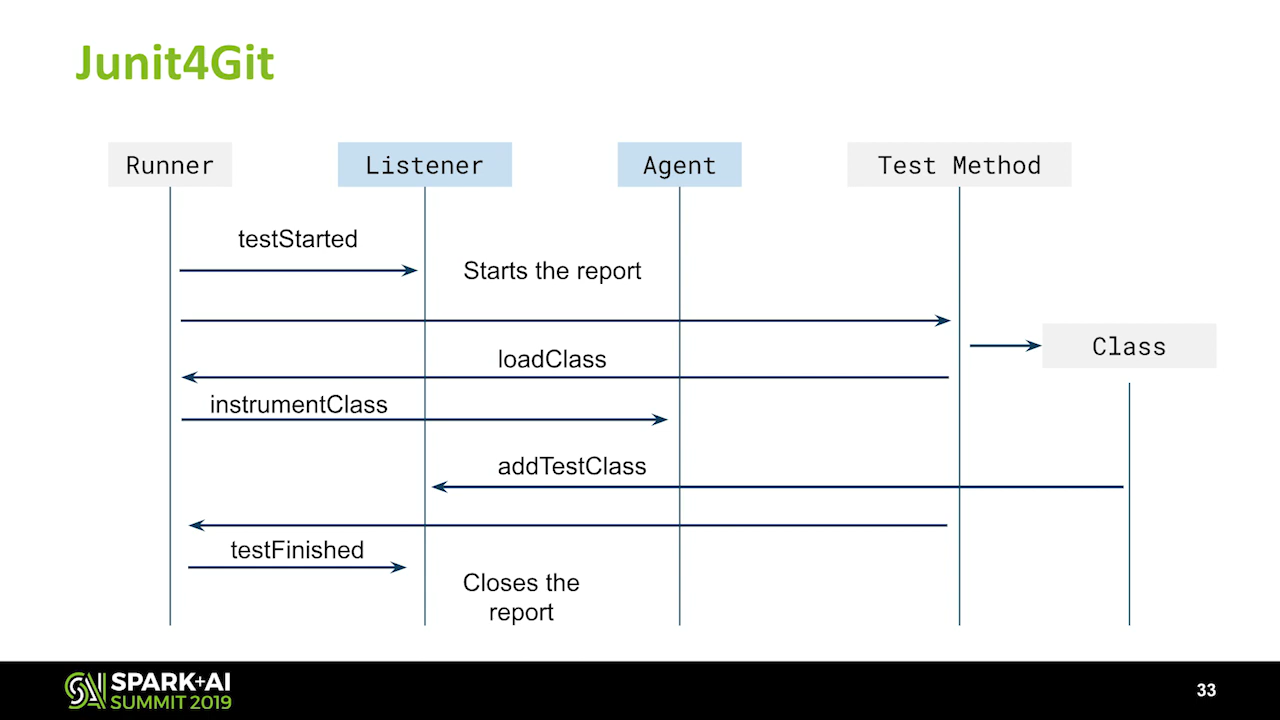 Junit4Git
Runner
Listener
Agent
Test Method
testStarted
Starts the report
Class
loadClass
instrumentClass
addTestClass
testFinished
Closes the
report
SPARK+AI
SUMMIT 2019
33